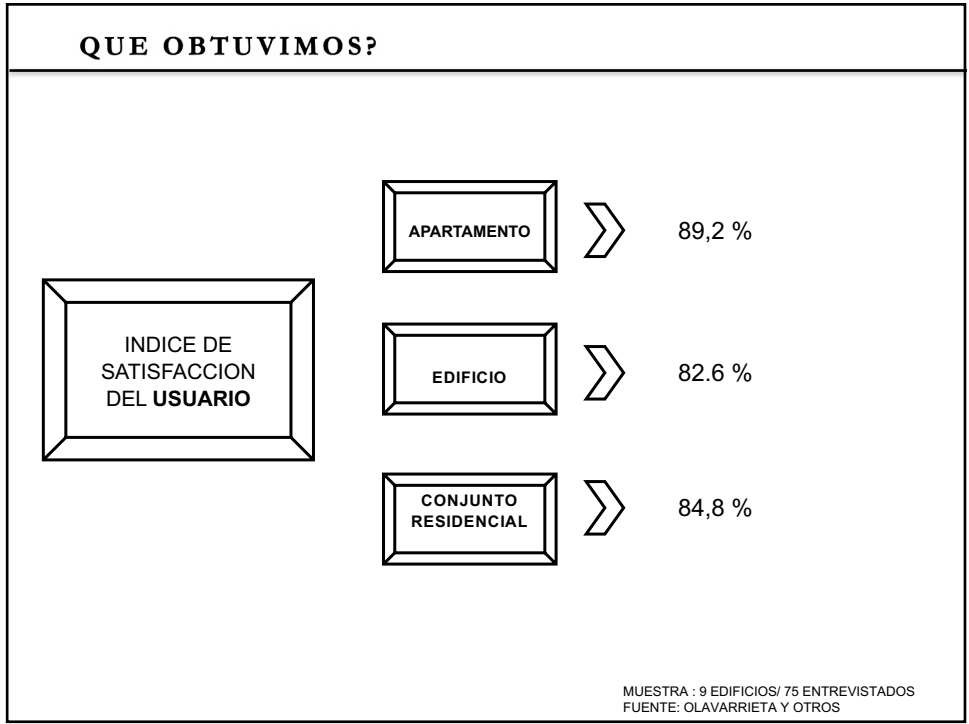 QUE OBTUVIMOS?
APARTAMENTO
89,2 %
INDICE DE
SATISFACCION
DEL USUARIO
EDIFICIO
82.6 %
CONJUNTO
RESIDENCIAL
84,8 %
MUESTRA : 9 EDIFICIOS/ 75 ENTREVISTADOS
FUENTE: OLAVARRIETA Y OTROS